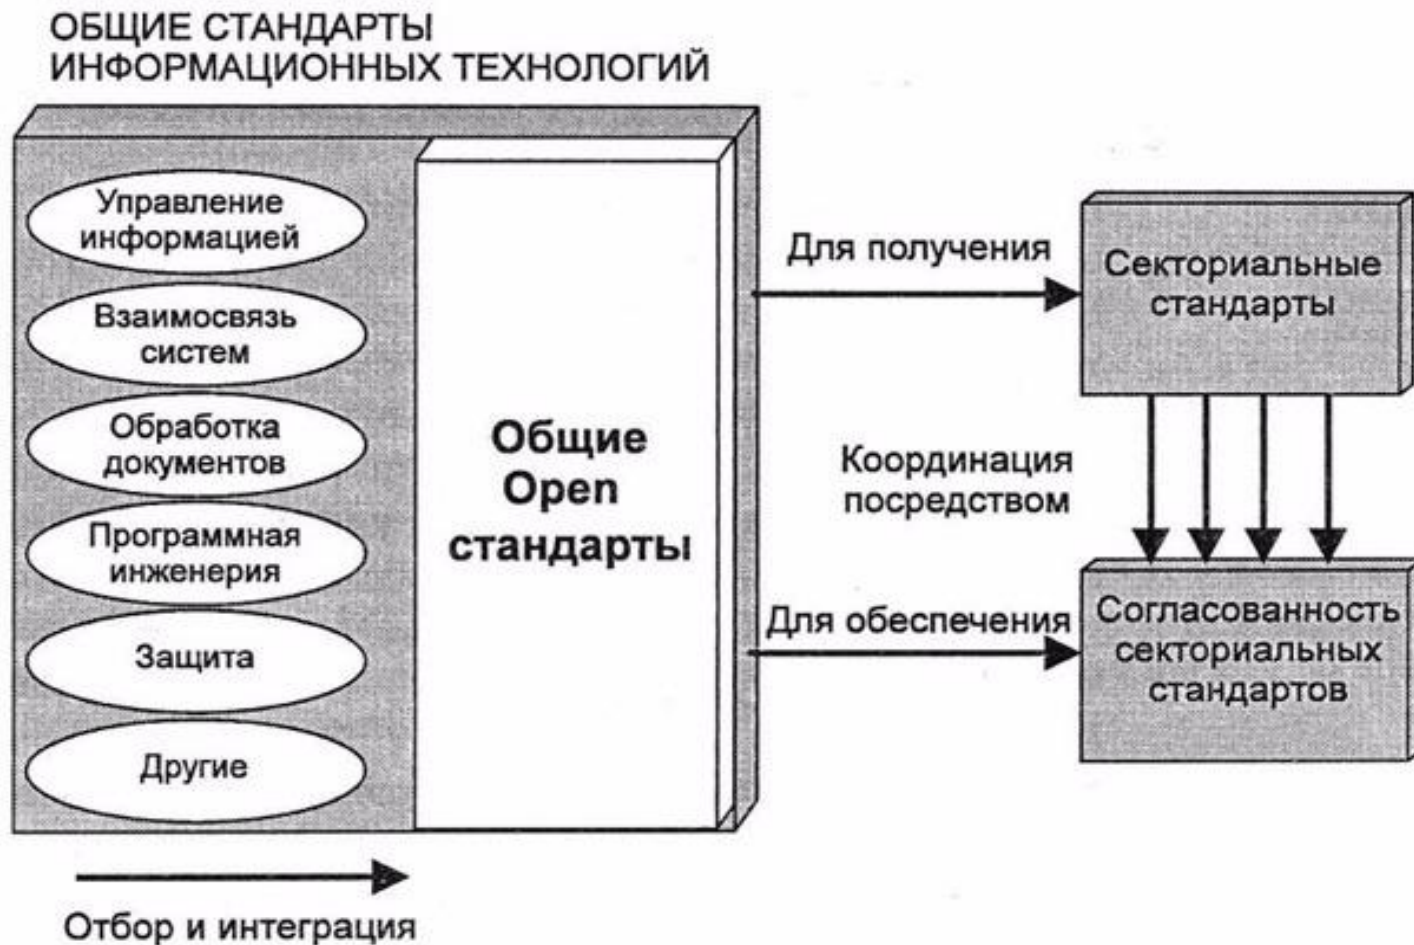 ОБЩИЕ СТАНДАРТЫ
ИНФОРМАЦИОННЫХ ТЕХНОЛОГИЙ
Управление
информацией
Взаимосвязь
систем
Обработка
документов
Программная
инженерия
Защита
Другие
Общие
Open
стандарты
Отбор и интеграция
Для получения
Секториальные
стандарты
Координация
посредством
Для обеспечения
Согласованность
секториальных
стандартов